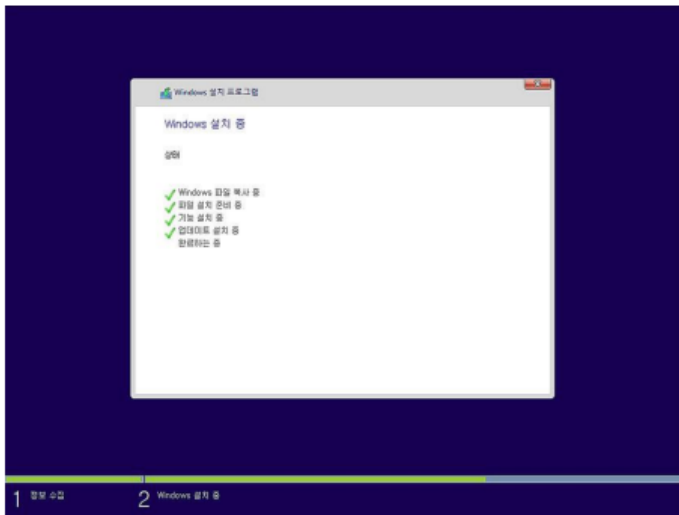 Windows 설치 프로그램
Windows 설치 중
상태
Windows 파일 복사 중
파일 설치 준비 중
기능 설치 중
업데이트 설치 중
완료하는 중
1 정보 수집
2 Windows 설치 중